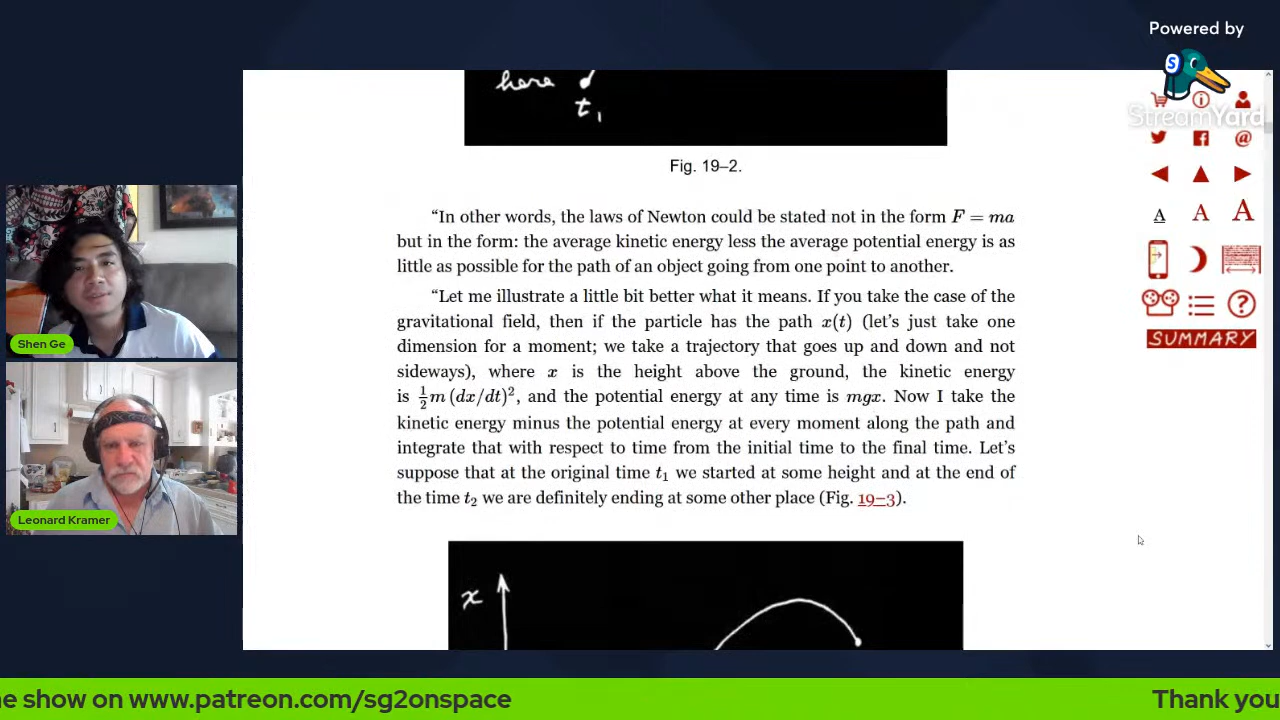 Powered by
StreamYard
here
t₁
Fig. 19–2.
“In other words, the laws of Newton could be stated not in the form F = ma
but in the form: the average kinetic energy less the average potential energy is as
little as possible for the path of an object going from one point to another.
“Let me illustrate a little bit better what it means. If you take the case of the
gravitational field, then if the particle has the path x(t) (let’s just take one
dimension for a moment; we take a trajectory that goes up and down and not
sideways), where x is the height above the ground, the kinetic energy
is ½m (dx/dt)², and the potential energy at any time is mgx. Now I take the
kinetic energy minus the potential energy at every moment along the path and
integrate that with respect to time from the initial time to the final time. Let’s
suppose that at the original time t₁ we started at some height and at the end of
the time t₂ we are definitely ending at some other place (Fig. 19–3).
x
A A A
SUMMARY
Shen Ge
Leonard Kramer
e show on www.patreon.com/sg2onspace
Thank you